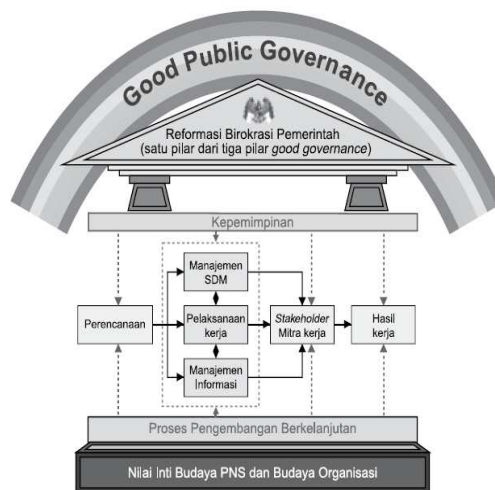 Good Public Governance
Reformasi Birokrasi Pemerintah
(satu pilar dari tiga pilar good governance)
Kepemimpinan
Manajemen
SDM
Perencanaan
Pelaksanaan
kerja
Stakeholder
Mitra kerja
Hasil
kerja
Manajemen
Informasi
Proses Pengembangan Berkelanjutan
Nilai Inti Budaya PNS dan Budaya Organisasi